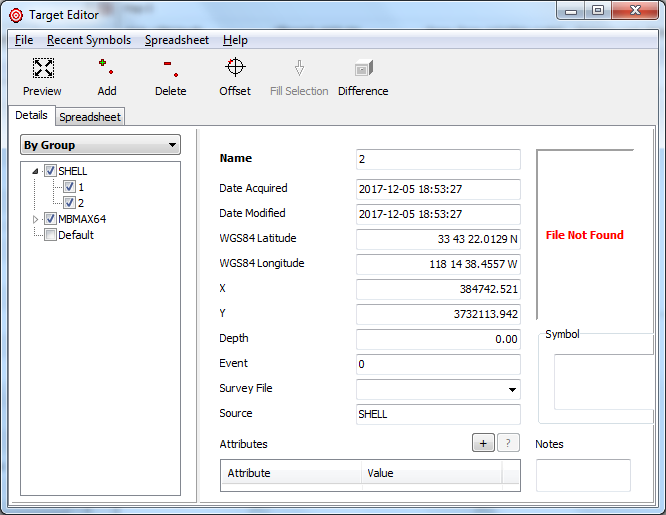 Target Editor
File Recent Symbols Spreadsheet Help
Preview Add Delete Offset Fill Selection Difference
Details Spreadsheet
By Group
SHELL
1
2
MBMAX64
Default
Name 2
Date Acquired 2017-12-05 18:53:27
Date Modified 2017-12-05 18:53:27
WGS84 Latitude 33 43 22.0129 N
WGS84 Longitude 118 14 38.4557 W
X 384742.521
Y 3732113.942
Depth 0.00
Event 0
Survey File
Source SHELL
File Not Found
Symbol
Attributes + ?
Notes
Attribute Value